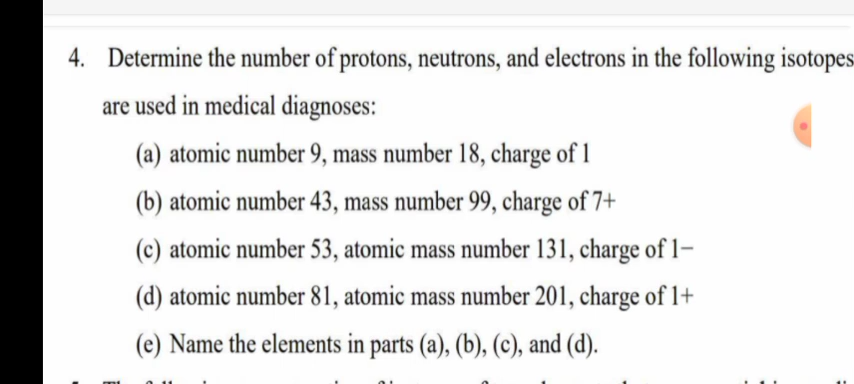 4. Determine the number of protons, neutrons, and electrons in the following isotopes
are used in medical diagnoses:
(a) atomic number 9, mass number 18, charge of 1
(b) atomic number 43, mass number 99, charge of 7+
(c) atomic number 53, atomic mass number 131, charge of 1−
(d) atomic number 81, atomic mass number 201, charge of 1+
(e) Name the elements in parts (a), (b), (c), and (d).